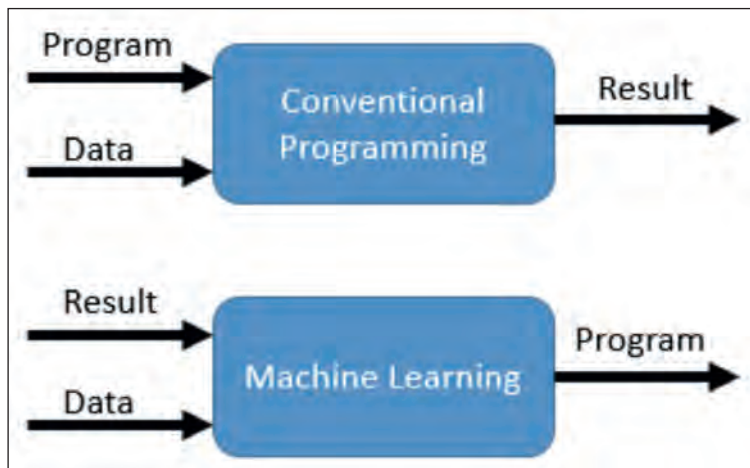 Program
Data
Conventional
Programming
Result
Result
Data
Machine Learning
Program